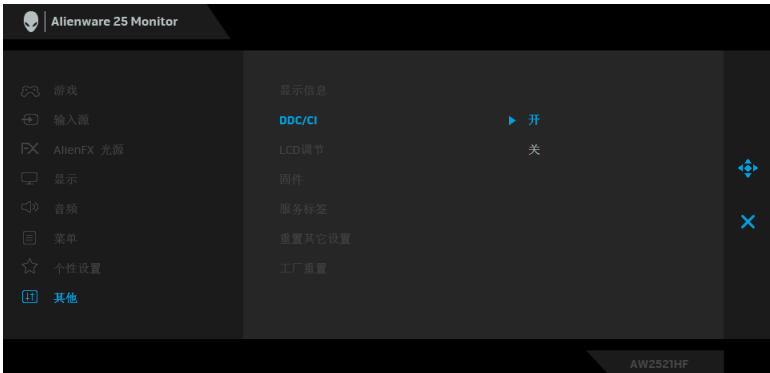 Alienware 25 Monitor
游戏
显示信息
输入源
DDC/CI
开
AlienFX 光源
LCD调节
关
显示
固件
音频
服务标签
菜单
重置其它设置
个性设置
工厂重置
其他
AW2521HF